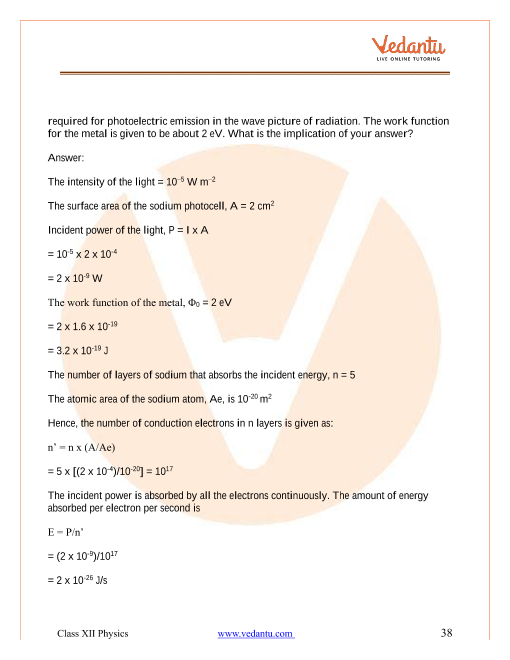 Vedantu
LIVE ONLINE TUTORING
required for photoelectric emission in the wave picture of radiation. The work function
for the metal is given to be about 2 eV. What is the implication of your answer?
Answer:
The intensity of the light = 10⁻⁵ W m⁻²
The surface area of the sodium photocell, A = 2 cm²
Incident power of the light, P = I x A
= 10⁻⁵ x 2 x 10⁻⁴
= 2 x 10⁻⁹ W
The work function of the metal, Φ₀ = 2 eV
= 2 x 1.6 x 10⁻¹⁹
= 3.2 x 10⁻¹⁹ J
The number of layers of sodium that absorbs the incident energy, n = 5
The atomic area of the sodium atom, Ae, is 10⁻²⁰ m²
Hence, the number of conduction electrons in n layers is given as:
n' = n x (A/Ae)
= 5 x [(2 x 10⁻⁴)/10⁻²⁰] = 10¹⁷
The incident power is absorbed by all the electrons continuously. The amount of energy
absorbed per electron per second is
E = P/n'
= (2 x 10⁻⁹)/10¹⁷
= 2 x 10⁻²⁶ J/s
Class XII Physics www.vedantu.com 38